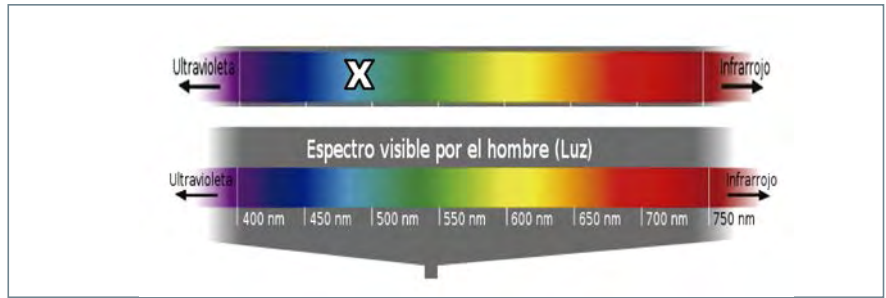 Ultravioleta X Infrarrojo
Espectro visible por el hombre (Luz)
Ultravioleta Infrarrojo
400 nm 450 nm 500 nm 550 nm 600 nm 650 nm 700 nm 750 nm